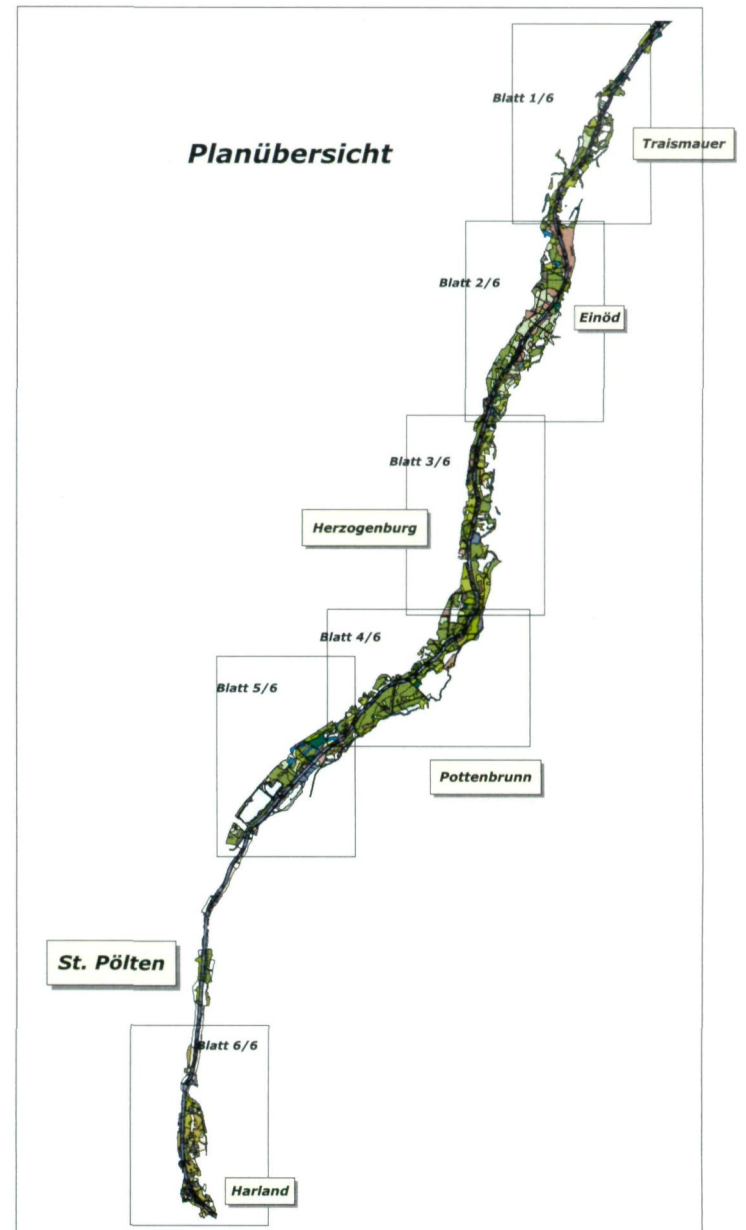 Planübersicht
Blatt 1/6
Traismauer
Blatt 2/6
Einöd
Blatt 3/6
Herzogenburg
Blatt 4/6
Blatt 5/6
Pottenbrunn
St. Pölten
Blatt 6/6
Harland